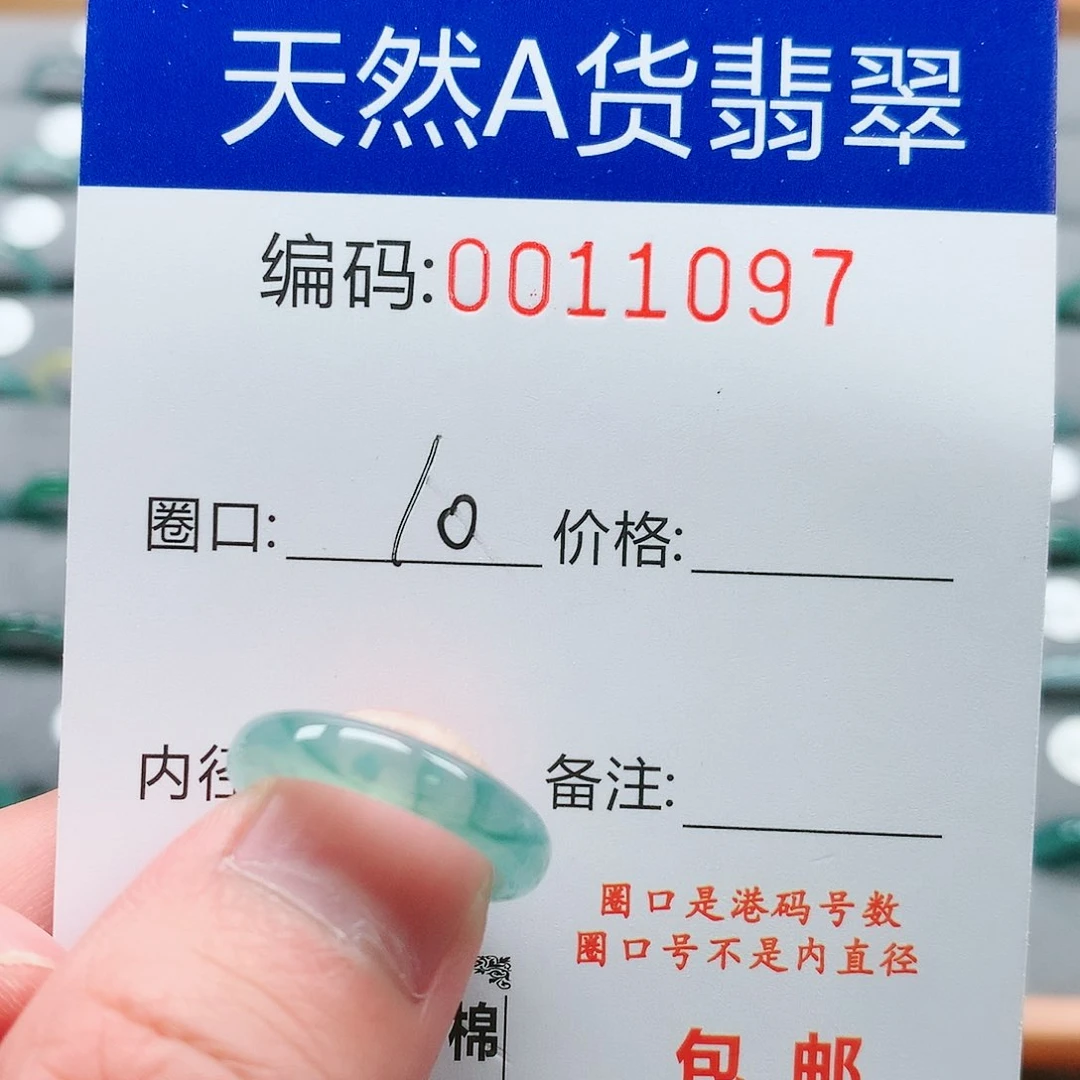 天然A货翡翠
编码:0011097
圈口: 10 价格:
内径 备注:
圈口是港码号数
圈口号不是内直径
棉
包邮